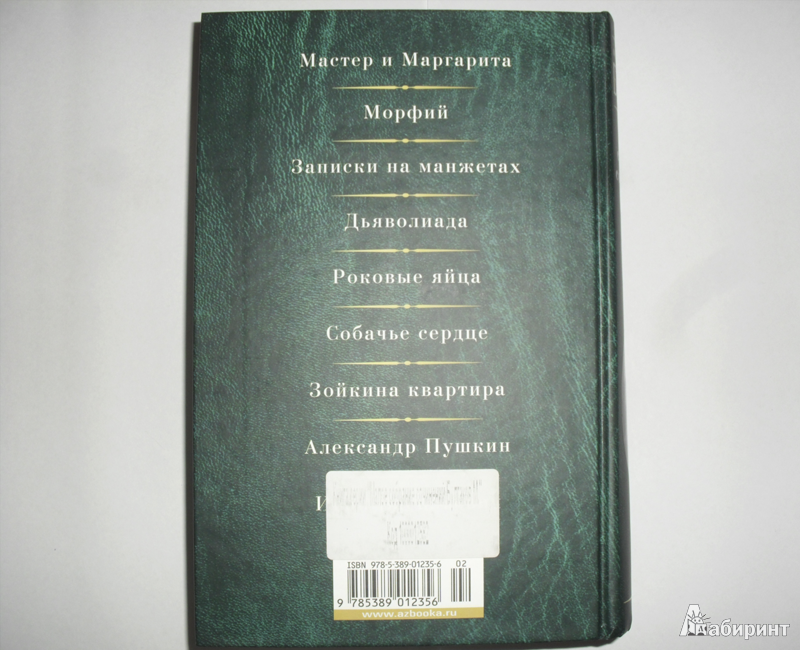 Мастер и Маргарита
Морфий
Записки на манжетах
Дьяволиада
Роковые яйца
Собачье сердце
Зойкина квартира
Александр Пушкин
ISBN 978-5-389-01235-6
02
9 785389 012356
www.azbooka.ru
Лабиринт